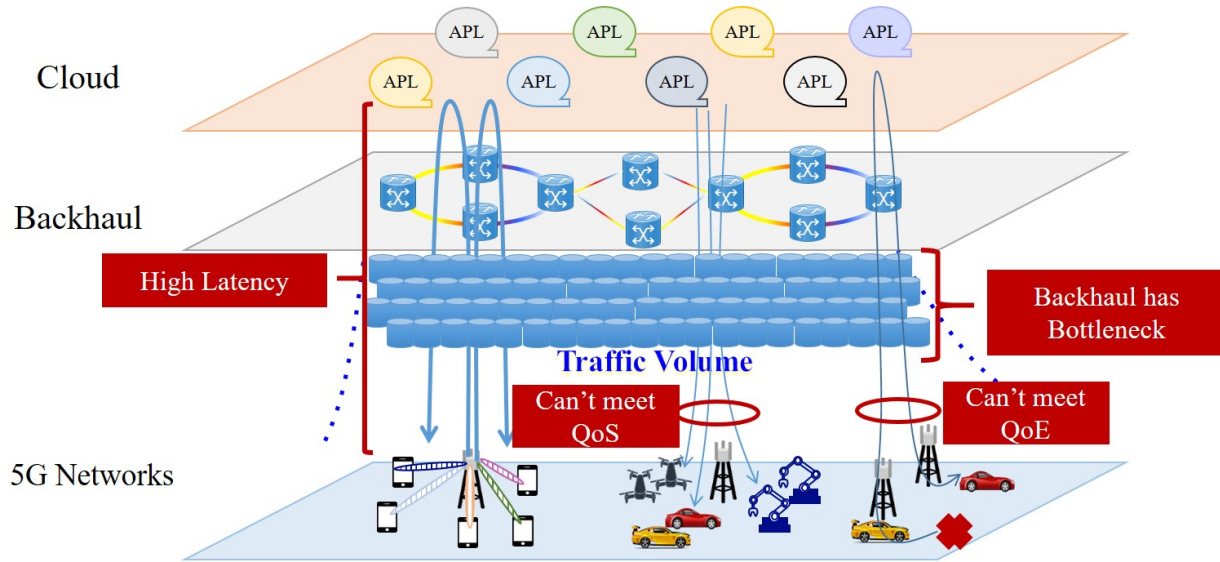 APL
APL
APL
APL
Cloud
APL
APL
APL
APL
Backhaul
High Latency
Backhaul has
Bottleneck
Traffic Volume
Can't meet
QoS
Can't meet
QoE
5G Networks